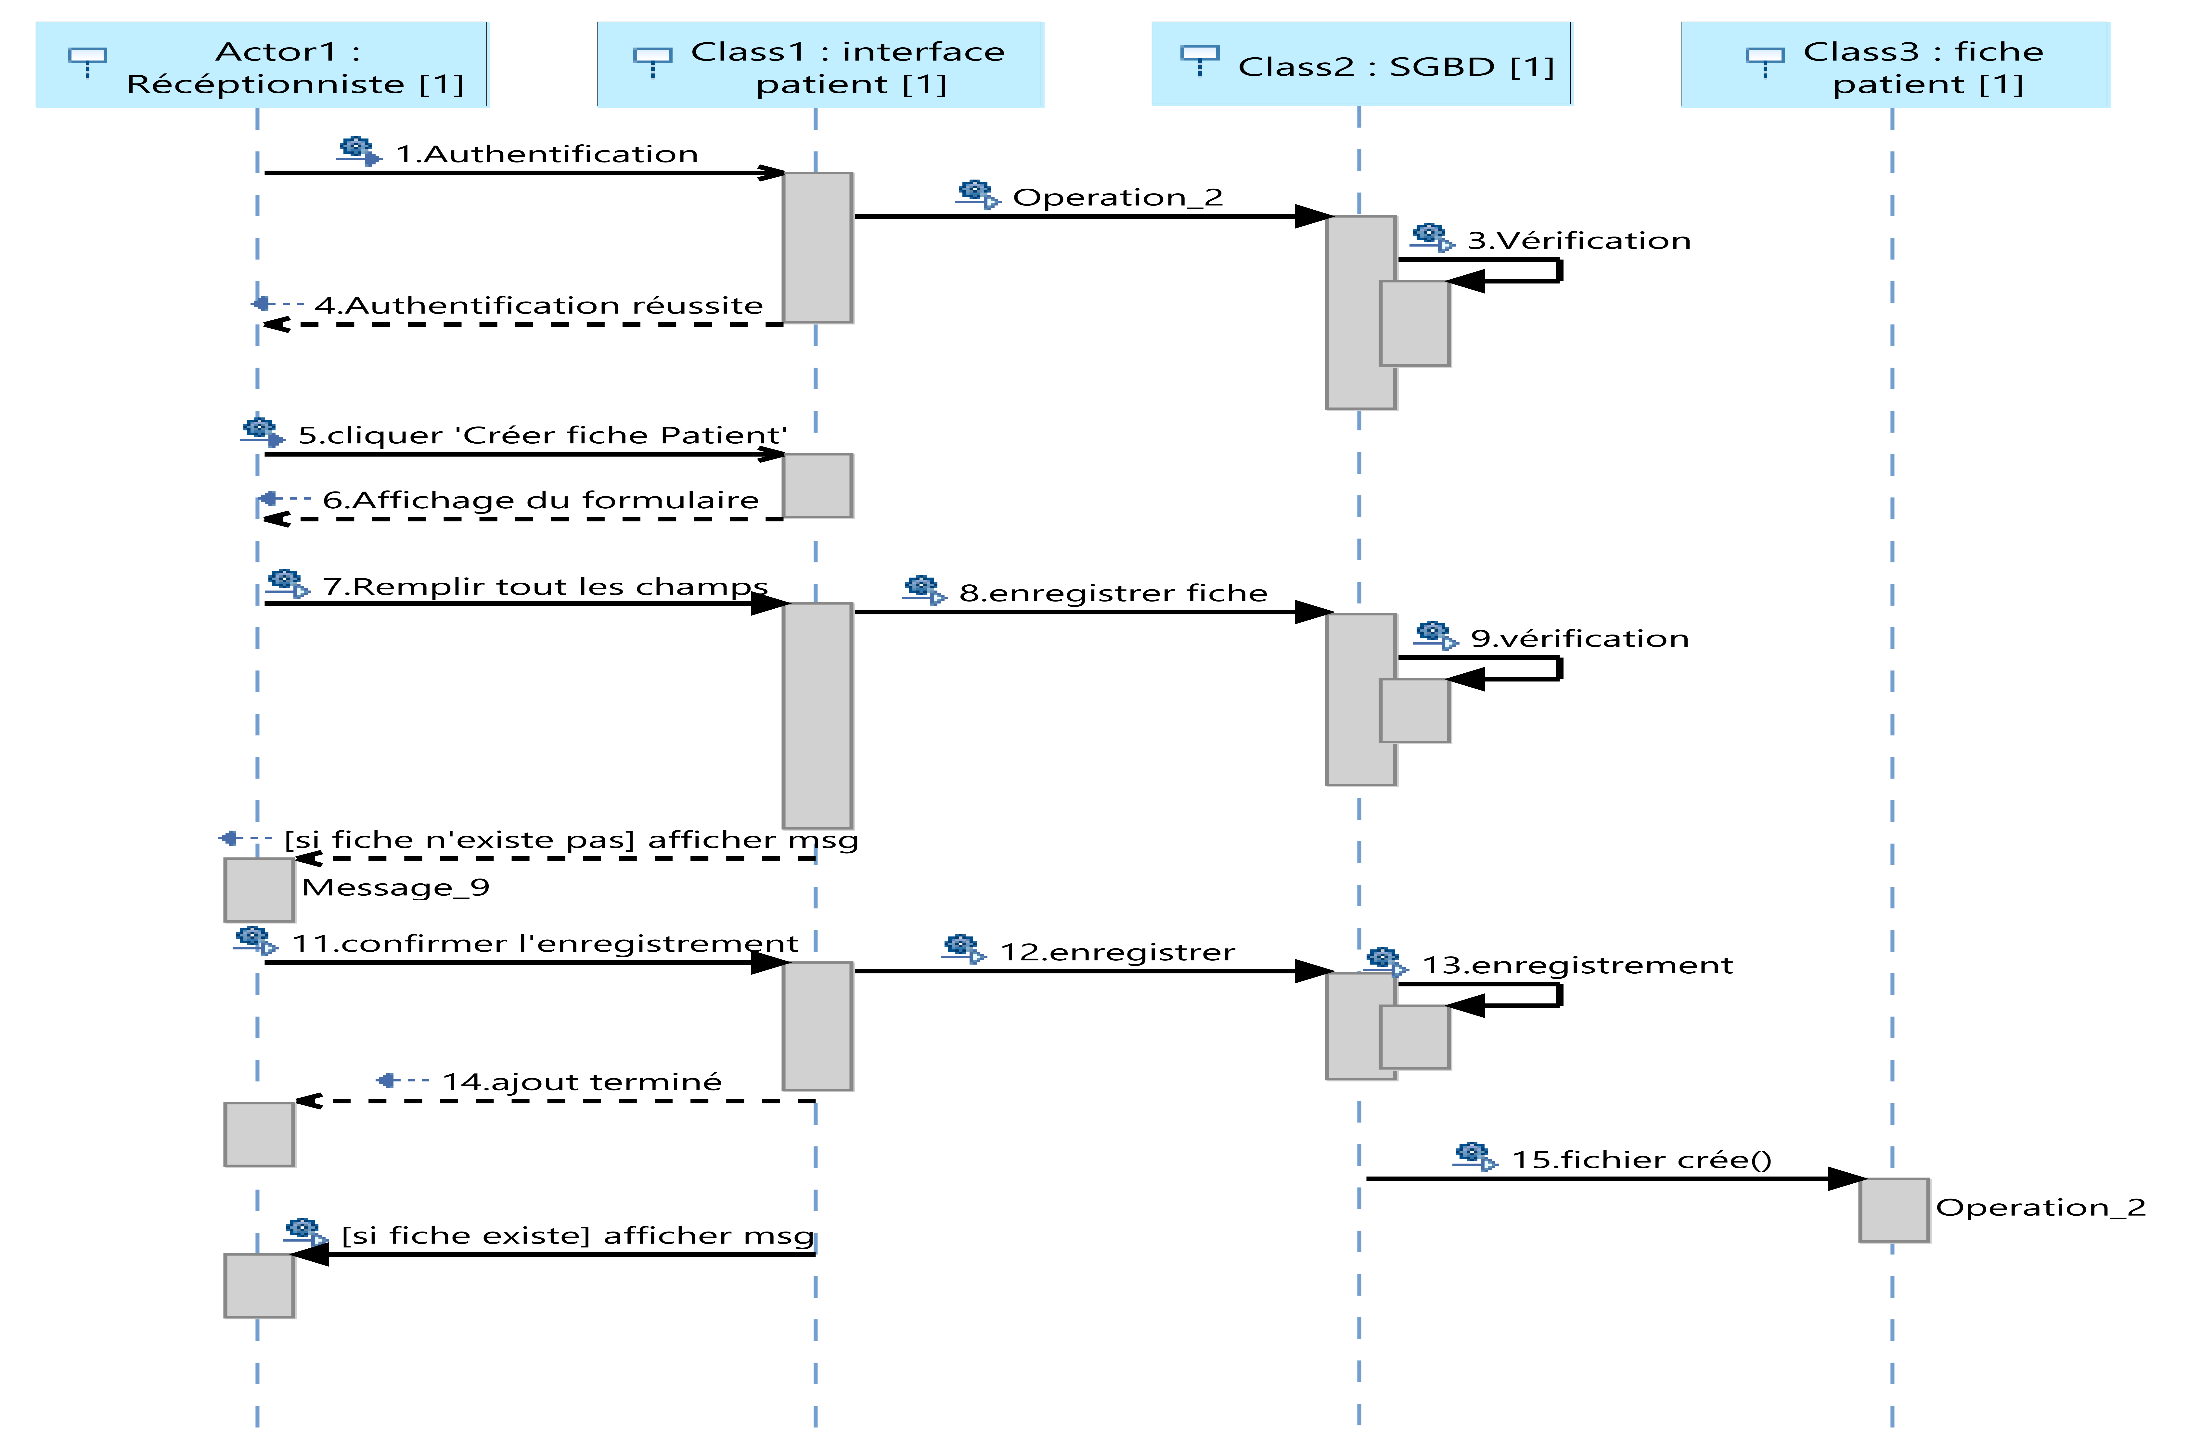 Actor1 :
Récéptionniste [1]
Class1 : interface
patient [1]
Class2 : SGBD [1]
Class3 : fiche
patient [1]
1.Authentification
Operation_2
3.Vérification
4.Authentification réussite
5.cliquer 'Créer fiche Patient'
6.Affichage du formulaire
7.Remplir tout les champs
8.enregistrer fiche
9.vérification
[si fiche n'existe pas] afficher msg
Message_9
11.confirmer l'enregistrement
12.enregistrer
13.enregistrement
14.ajout terminé
15.fichier crée()
Operation_2
[si fiche existe] afficher msg